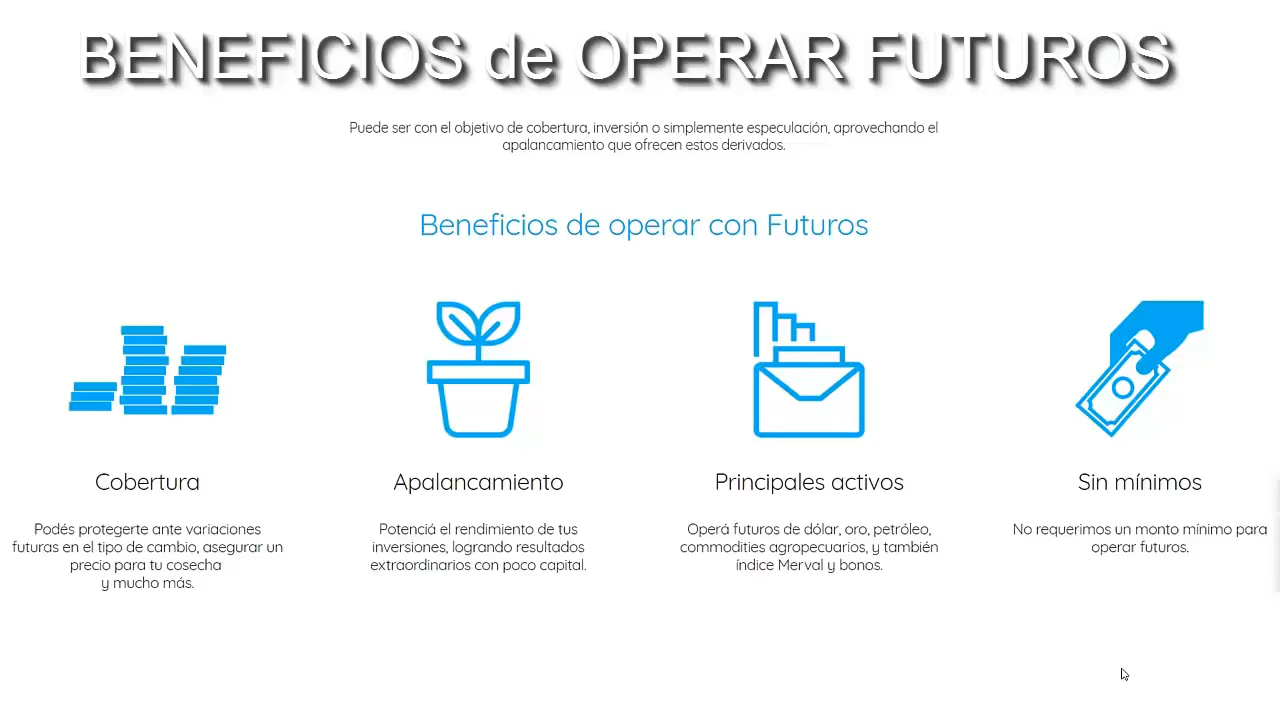 BENEFICIOS de OPERAR FUTUROS
Puede ser con el objetivo de cobertura, inversión o simplemente especulación, aprovechando el
apalancamiento que ofrecen estos derivados.
Beneficios de operar con Futuros
Cobertura
Podés protegerte ante variaciones
futuras en el tipo de cambio, asegurar un
precio para tu cosecha
y mucho más.
Apalancamiento
Potenciá el rendimiento de tus
inversiones, logrando resultados
extraordinarios con poco capital.
Principales activos
Operá futuros de dólar, oro, petróleo,
commodities agropecuarios, y también
índice Merval y bonos.
Sin mínimos
No requerimos un monto mínimo para
operar futuros.